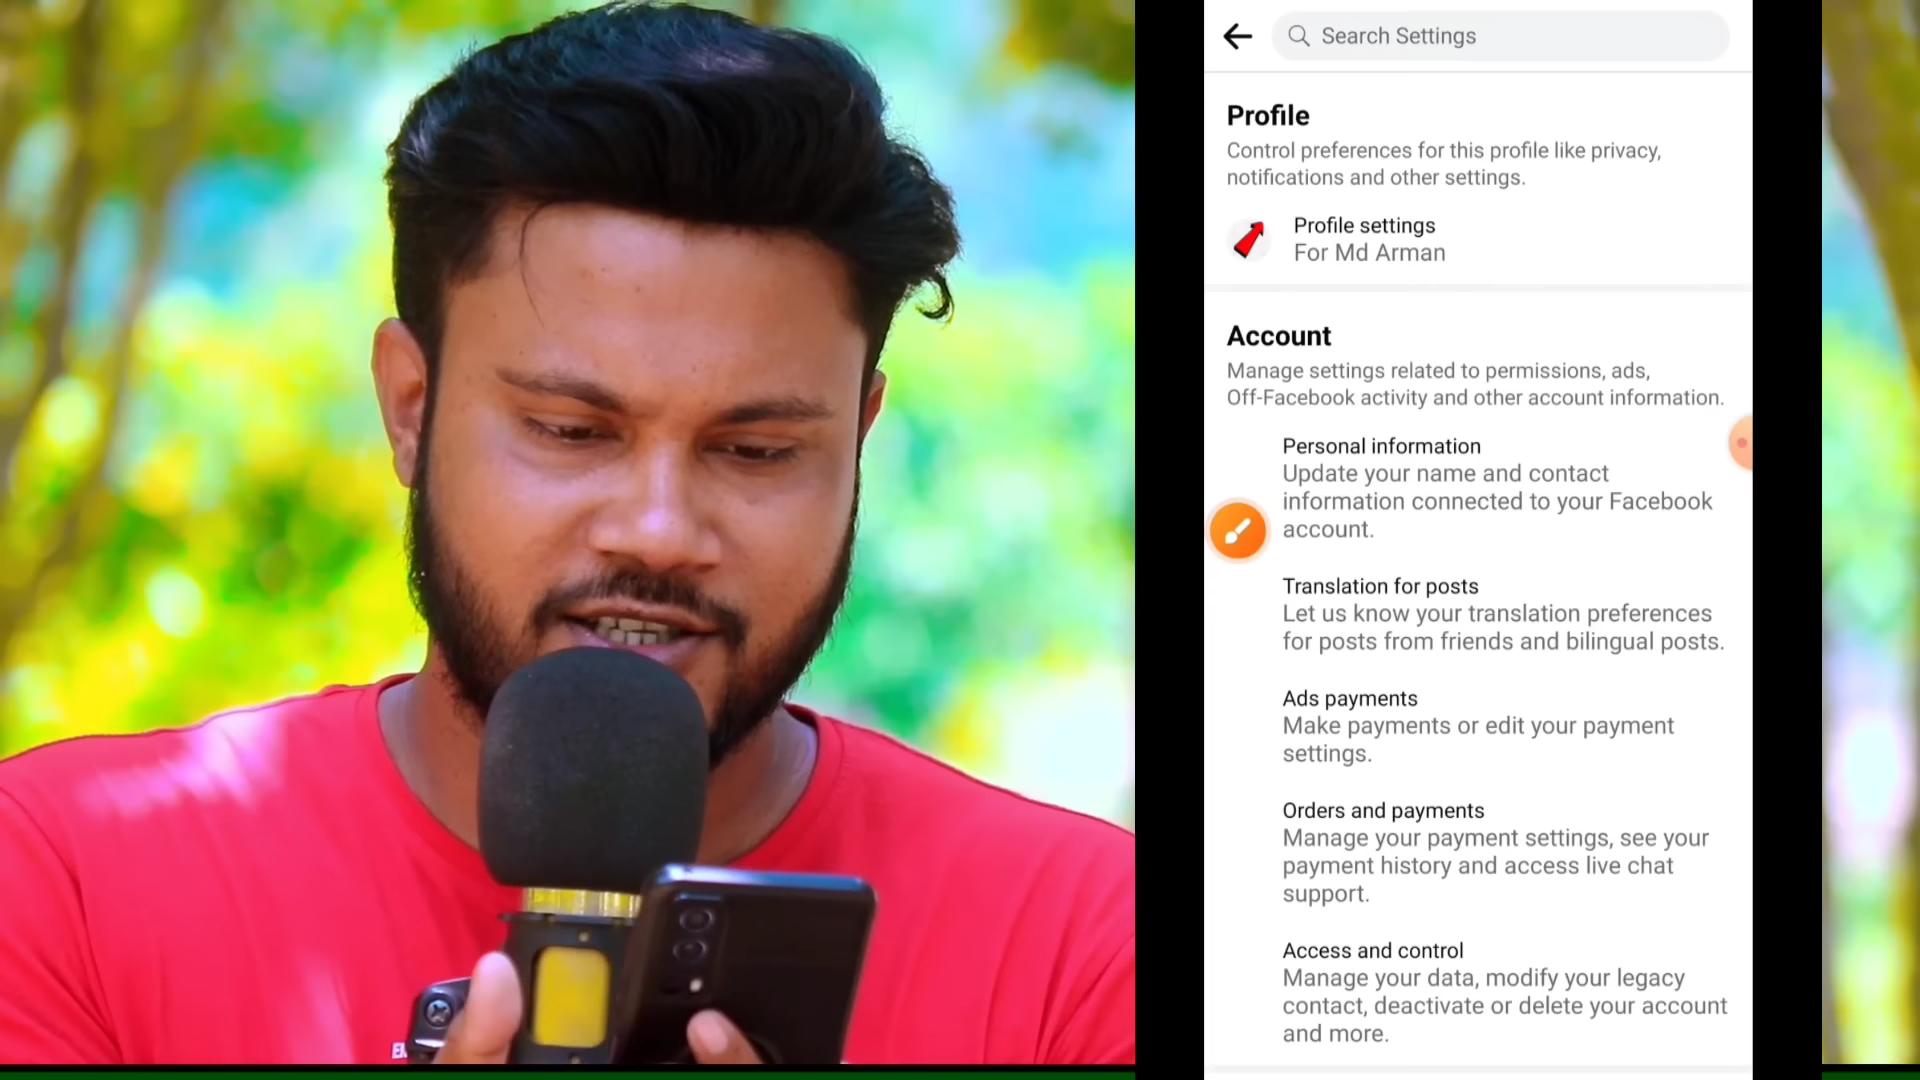 Search Settings
Profile
Control preferences for this profile like privacy,
notifications and other settings.
Profile settings
For Md Arman
Account
Manage settings related to permissions, ads,
Off-Facebook activity and other account information.
Personal information
Update your name and contact
information connected to your Facebook
account.
Translation for posts
Let us know your translation preferences
for posts from friends and bilingual posts.
Ads payments
Make payments or edit your payment
settings.
Orders and payments
Manage your payment settings, see your
payment history and access live chat
support.
Access and control
Manage your data, modify your legacy
contact, deactivate or delete your account
and more.